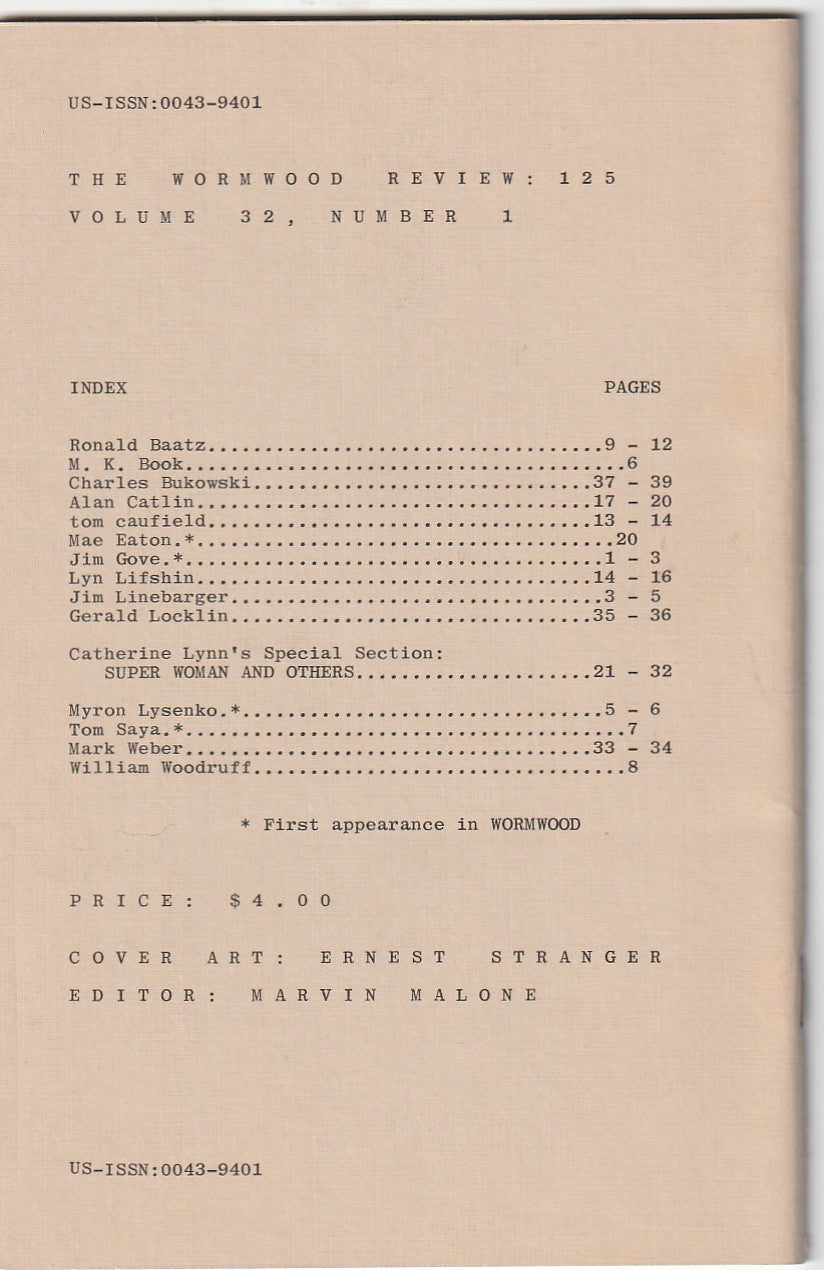 US-ISSN:0043-9401
THE WORMWOOD REVIEW: 125
VOLUME 32, NUMBER 1
INDEX PAGES
Ronald Baatz...................................9 - 12
M. K. Book.......................................6
Charles Bukowski..............................37 - 39
Alan Catlin...................................17 - 20
tom caufield..................................13 - 14
Mae Eaton.*.....................................20
Jim Gove.*.....................................1 - 3
Lyn Lifshin...................................14 - 16
Jim Linebarger.................................3 - 5
Gerald Locklin................................35 - 36
Catherine Lynn's Special Section:
SUPER WOMAN AND OTHERS.....................21 - 32
Myron Lysenko.*................................5 - 6
Tom Saya.*.......................................7
Mark Weber....................................33 - 34
William Woodruff.................................8
* First appearance in WORMWOOD
PRICE: $4.00
COVER ART: ERNEST STRANGER
EDITOR: MARVIN MALONE
US-ISSN:0043-9401